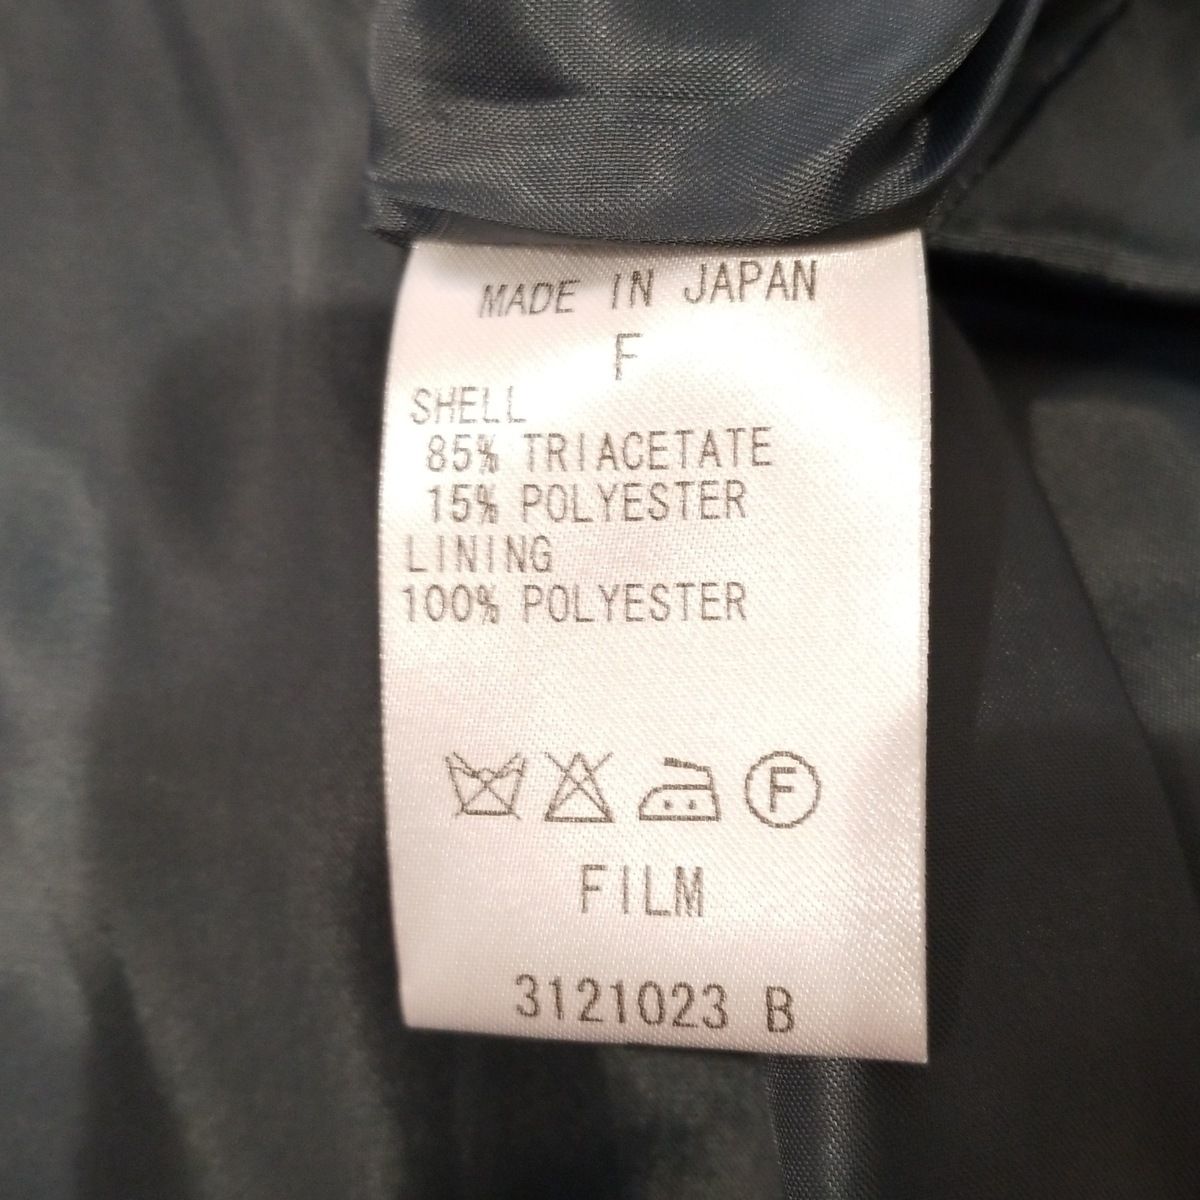 MADE IN JAPAN
F
SHELL
85% TRIACETATE
15% POLYESTER
LINING
100% POLYESTER
F
FILM
3121023 B